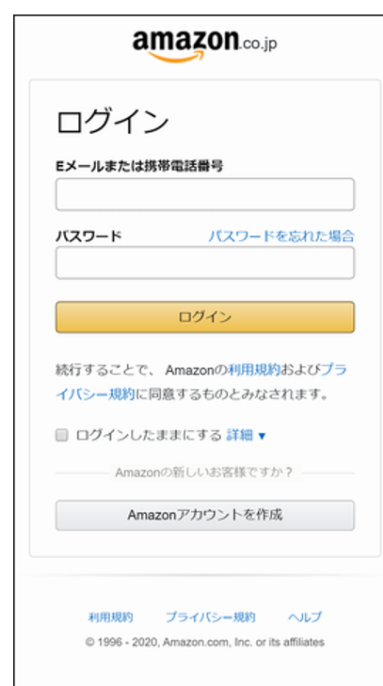 amazon.co.jp
ログイン
Eメールまたは携帯電話番号
パスワード パスワードを忘れた場合
ログイン
続行することで、 Amazonの利用規約およびプラ
イバシー規約に同意するものとみなされます。
ログインしたままにする 詳細 ▼
Amazonの新しいお客様ですか？
Amazonアカウントを作成
利用規約 プライバシー規約 ヘルプ
© 1996 - 2020, Amazon.com, Inc. or its affiliates